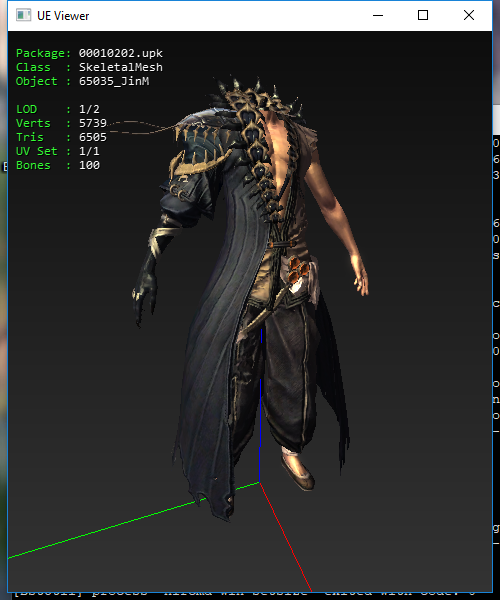 UE Viewer
Package: 00010202.upk
Class  : SkeletalMesh
Object : 65035_JinM
LOD    : 1/2
Verts  : 5739
Tris   : 6505
UV Set : 1/1
Bones  : 100